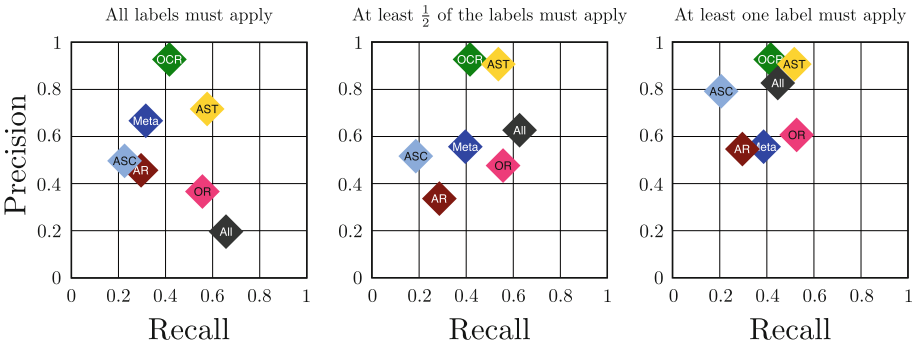 All labels must apply
At least 1/2 of the labels must apply
At least one label must apply
Precision
1
0.8
0.6
0.4
0.2
0
0 0.2 0.4 0.6 0.8 1
Recall
OCR
AST
Meta
ASC
AR
OR
All
1
0.8
0.6
0.4
0.2
0
0 0.2 0.4 0.6 0.8 1
Recall
OCR
AST
All
Meta
ASC
OR
AR
1
0.8
0.6
0.4
0.2
0
0 0.2 0.4 0.6 0.8 1
Recall
OCR
AST
All
ASC
OR
AR
Meta